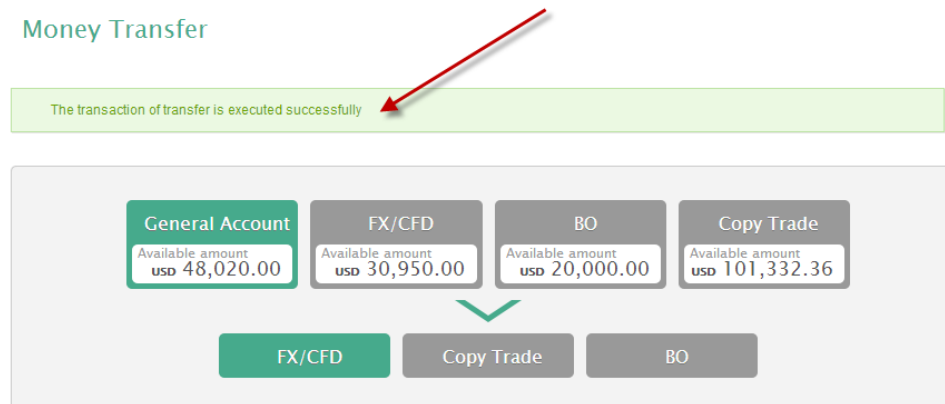 Money Transfer
The transaction of transfer is executed successfully
General Account
Available amount
USD 48,020.00
FX/CFD
Available amount
USD 30,950.00
BO
Available amount
USD 20,000.00
Copy Trade
Available amount
USD 101,332.36
FX/CFD
Copy Trade
BO